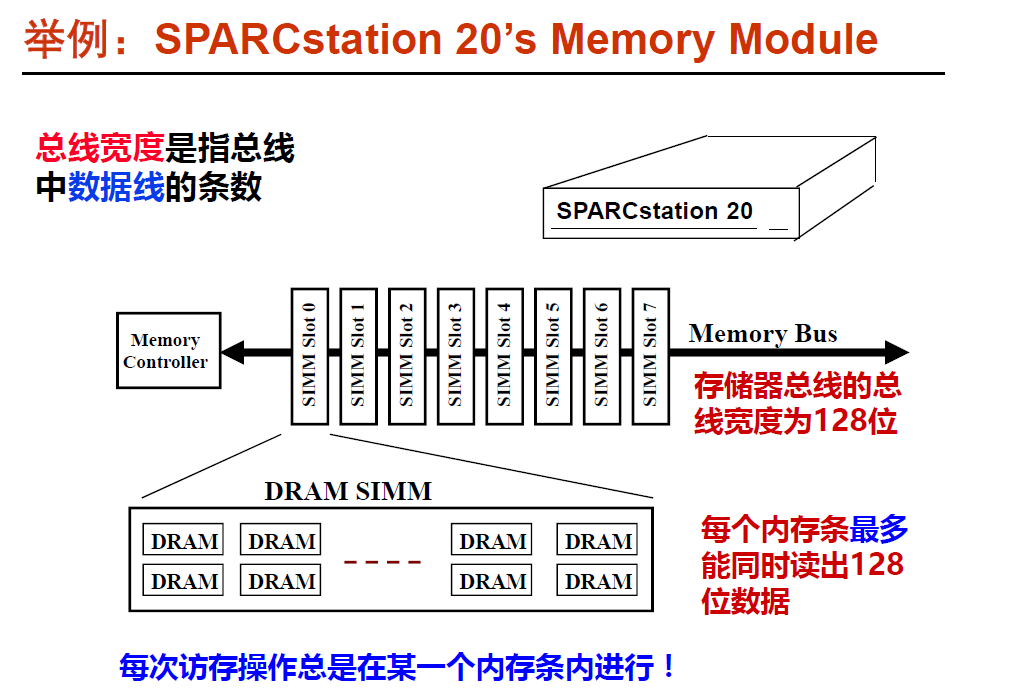 举例：SPARCstation 20’s Memory Module
总线宽度是指总线
中数据线的条数
SPARCstation 20
Memory
Controller
SIMM Slot 0
SIMM Slot 1
SIMM Slot 2
SIMM Slot 3
SIMM Slot 4
SIMM Slot 5
SIMM Slot 6
SIMM Slot 7
Memory Bus
存储器总线的总
线宽度为128位
DRAM SIMM
DRAM DRAM DRAM DRAM
DRAM DRAM DRAM DRAM
每个内存条最多
能同时读出128
位数据
每次访存操作总是在某一个内存条内进行！